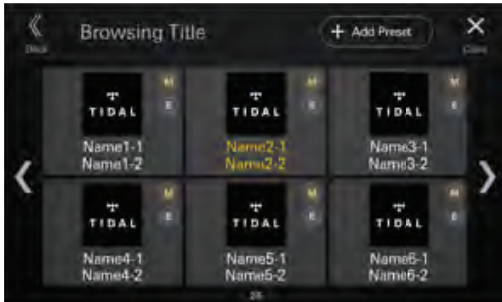 Back
Browsing Title
+ Add Preset
Close
TIDAL
M
E
Name1-1
Name1-2
TIDAL
M
E
Name2-1
Name2-2
TIDAL
M
E
Name3-1
Name3-2
TIDAL
M
E
Name4-1
Name4-2
TIDAL
M
E
Name5-1
Name5-2
TIDAL
M
E
Name6-1
Name6-2